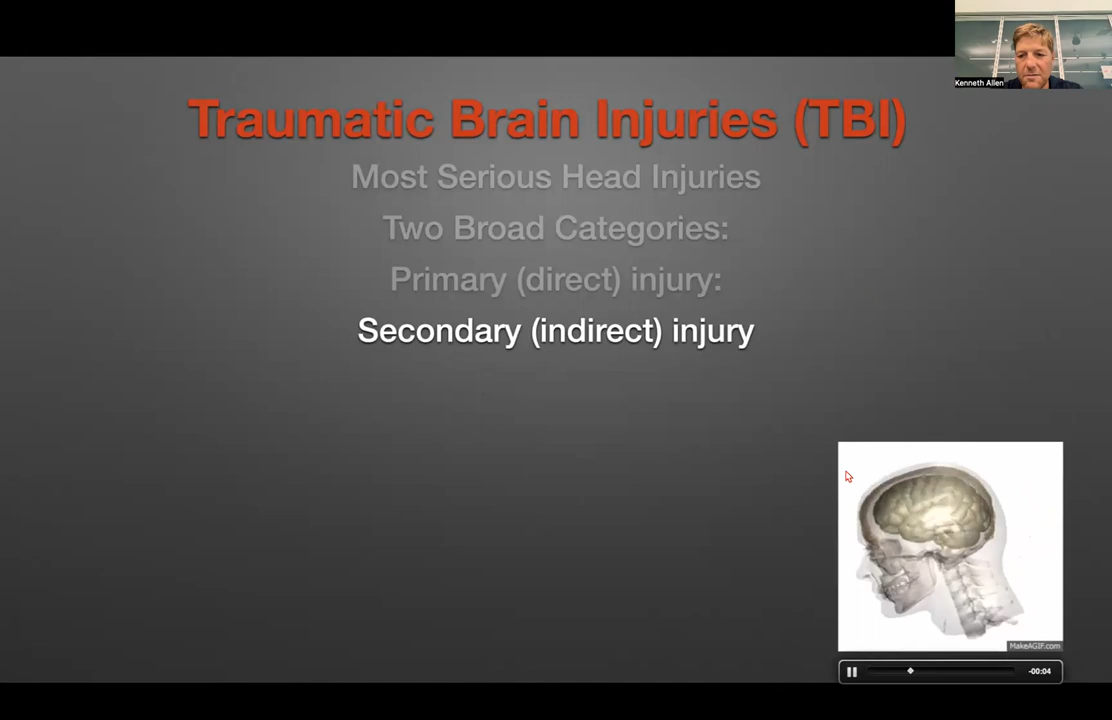 Kenneth Allen
Traumatic Brain Injuries (TBI)
Most Serious Head Injuries
Two Broad Categories:
Primary (direct) injury:
Secondary (indirect) injury
MakeAGIF.com
-00:04